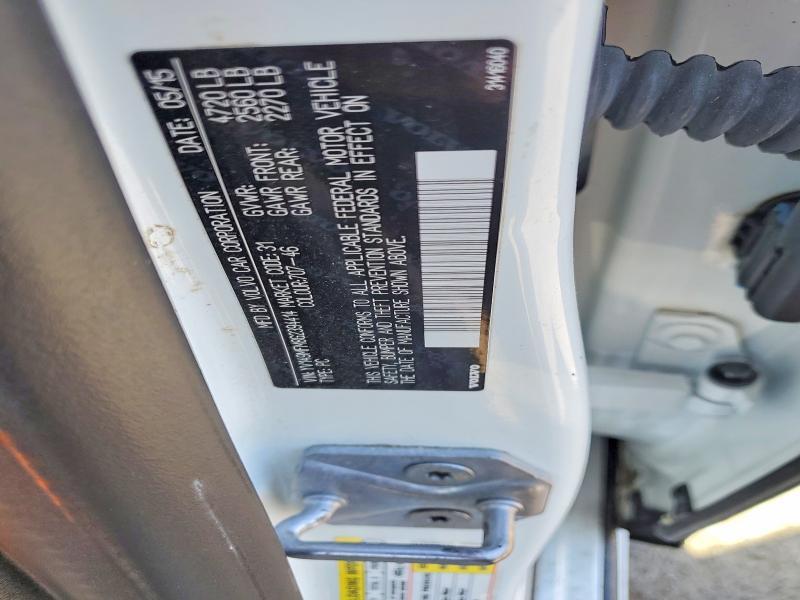 MFD BY VOLVO CAR CORPORATION DATE: 05/15
GVWR: 4720 LB
GAWR FRONT: 2560 LB
GAWR REAR: 2270 LB
MARKET CODE: 31
COLOUR: 707-46
TYPE: PC
THIS VEHICLE CONFORMS TO ALL APPLICABLE FEDERAL MOTOR VEHICLE
SAFETY, BUMPER AND THEFT PREVENTION STANDARDS IN EFFECT ON
THE DATE OF MANUFACTURE SHOWN ABOVE.
VOLVO